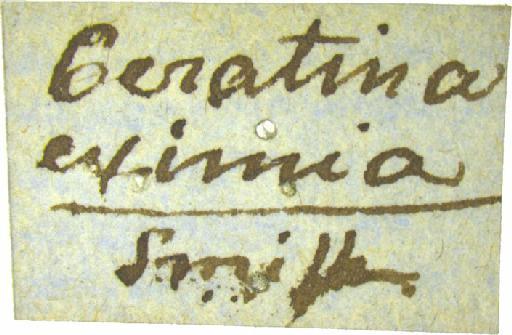 Ceratina
eximia
Smith.